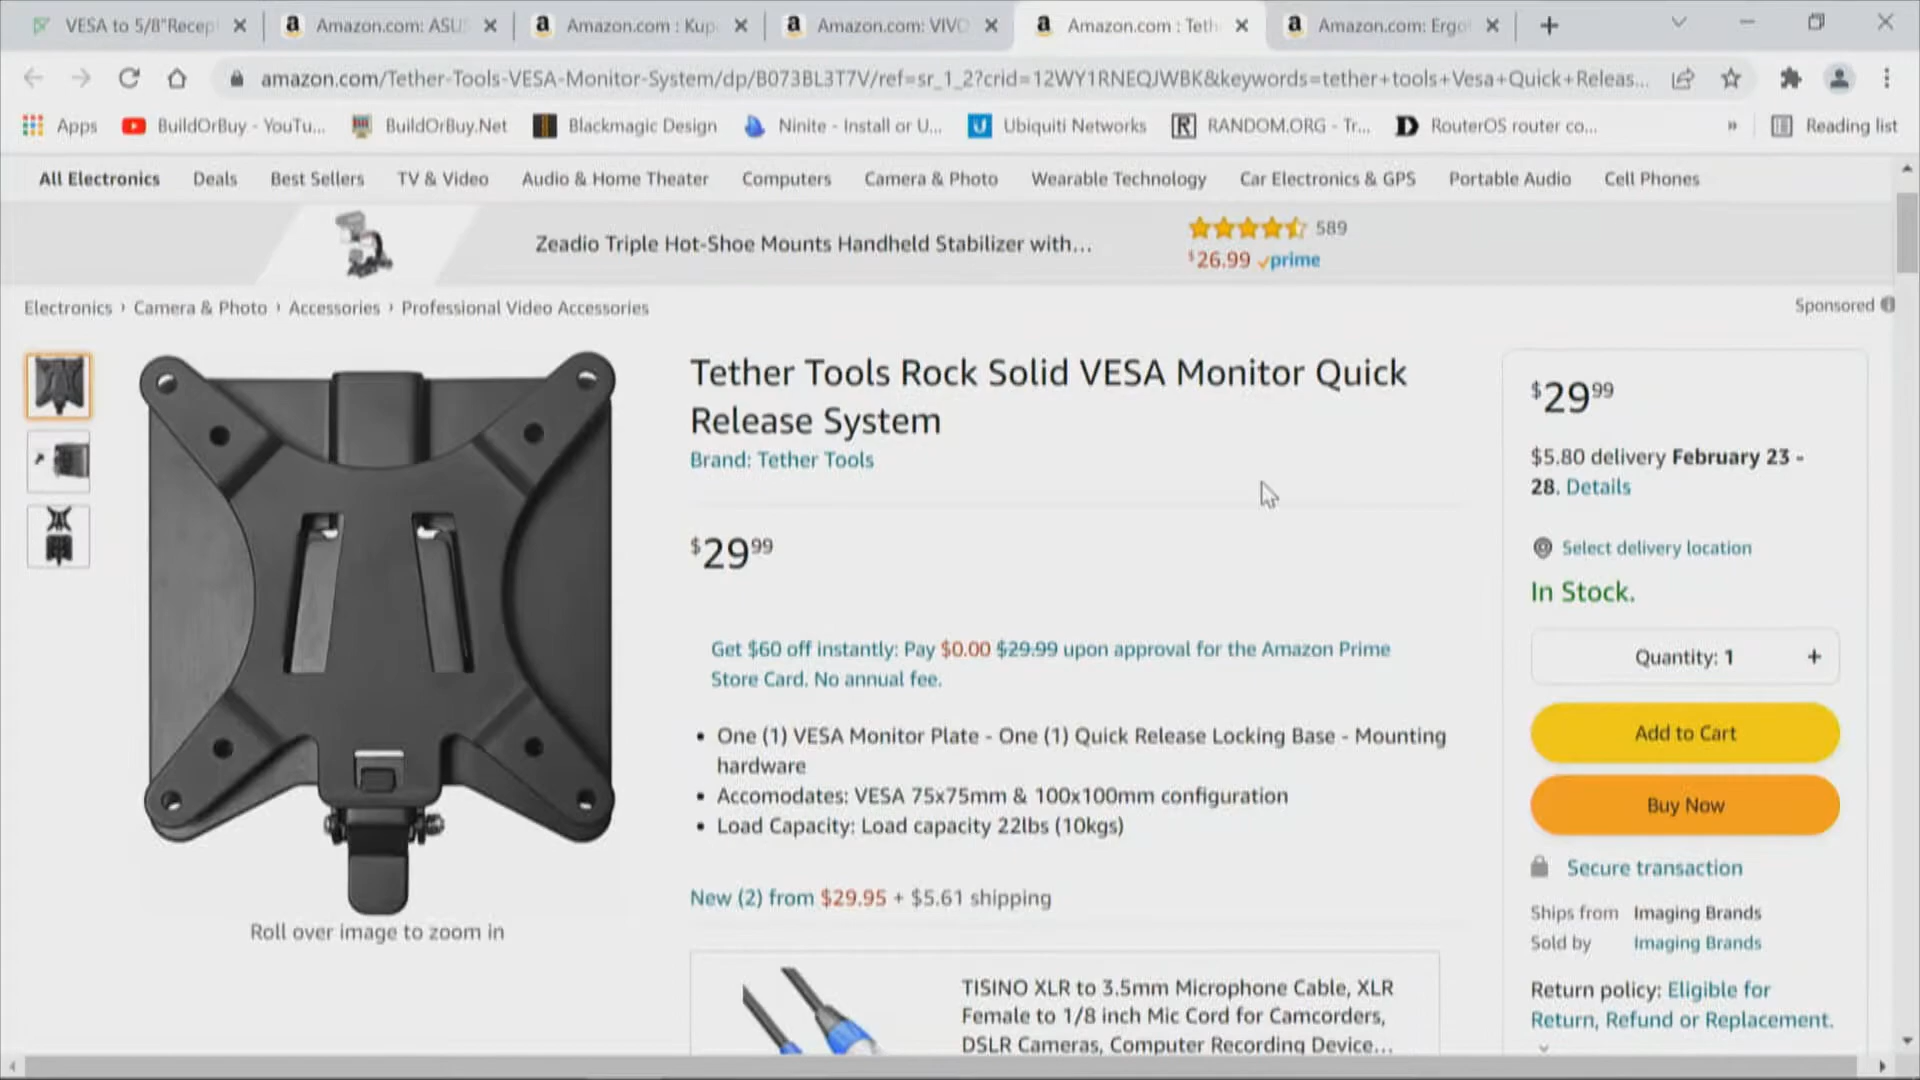 VESA to 5/8"Recept
Amazon.com: ASUS
Amazon.com : Kup
Amazon.com: VIVO
Amazon.com : Teth
Amazon.com: Ergo
amazon.com/Tether-Tools-VESA-Monitor-System/dp/B073BL3T7V/ref=sr_1_2?crid=12WY1RNEQJWBK&keywords=tether+tools+Vesa+Quick+Releas...
Apps
BuildOrBuy - YouTu...
BuildOrBuy.Net
Blackmagic Design
Ninite - Install or U...
Ubiquiti Networks
RANDOM.ORG - Tr...
RouterOS router co...
»
Reading list
All Electronics
Deals
Best Sellers
TV & Video
Audio & Home Theater
Computers
Camera & Photo
Wearable Technology
Car Electronics & GPS
Portable Audio
Cell Phones
Zeadio Triple Hot-Shoe Mounts Handheld Stabilizer with...
589
$26.99 prime
Electronics › Camera & Photo › Accessories › Professional Video Accessories
Sponsored
Tether Tools Rock Solid VESA Monitor Quick
Release System
Brand: Tether Tools
$29 99
Get $60 off instantly: Pay $0.00 $29.99 upon approval for the Amazon Prime
Store Card. No annual fee.
• One (1) VESA Monitor Plate - One (1) Quick Release Locking Base - Mounting
hardware
• Accomodates: VESA 75x75mm & 100x100mm configuration
• Load Capacity: Load capacity 22lbs (10kgs)
New (2) from $29.95 + $5.61 shipping
Roll over image to zoom in
TISINO XLR to 3.5mm Microphone Cable, XLR
Female to 1/8 inch Mic Cord for Camcorders,
DSLR Cameras, Computer Recording Device...
$29 99
$5.80 delivery February 23 -
28. Details
Select delivery location
In Stock.
Quantity: 1 +
Add to Cart
Buy Now
Secure transaction
Ships from Imaging Brands
Sold by Imaging Brands
Return policy: Eligible for
Return, Refund or Replacement.